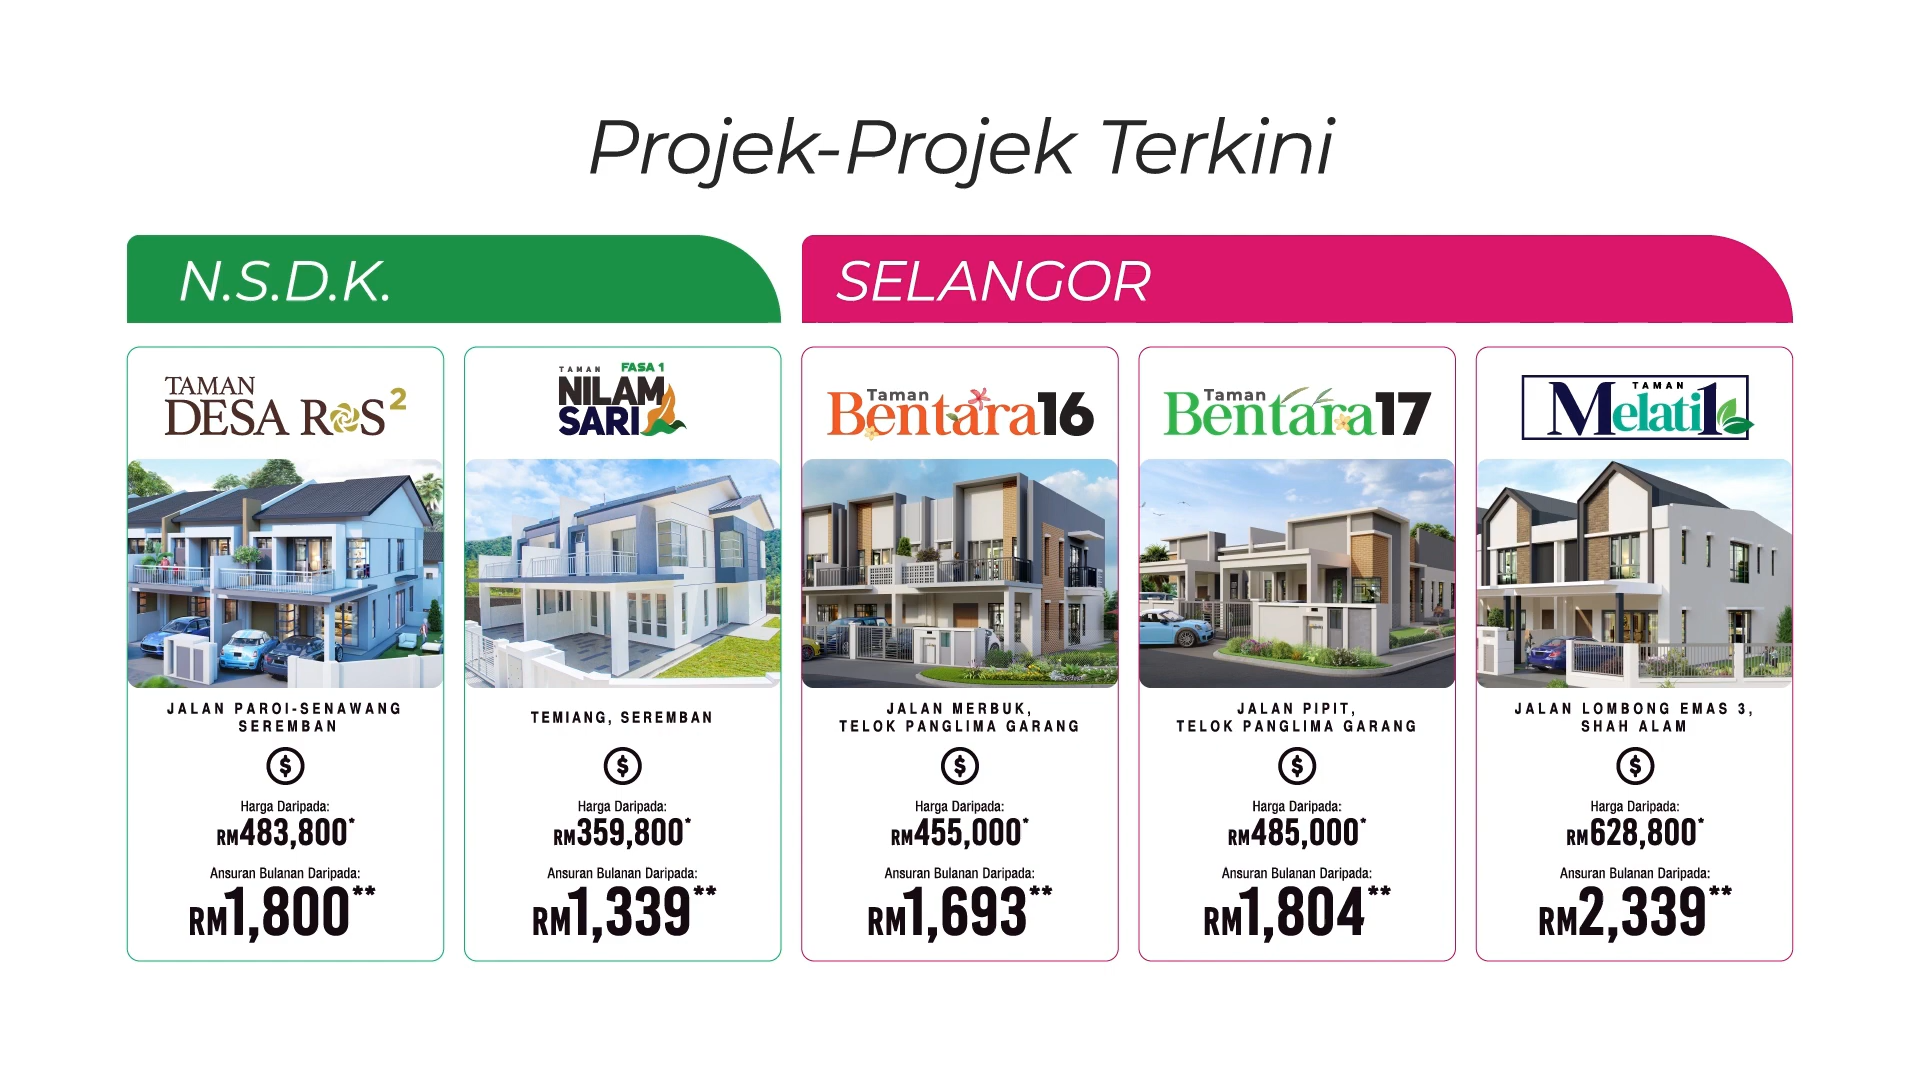 Projek-Projek Terkini
N.S.D.K.
TAMAN
DESA ROS²
JALAN PAROI-SENAWANG
SEREMBAN
$
Harga Daripada:
RM483,800*
Ansuran Bulanan Daripada:
RM1,800**
TAMAN FASA 1
NILAM
SARI
TEMIANG, SEREMBAN
$
Harga Daripada:
RM359,800*
Ansuran Bulanan Daripada:
RM1,339**
SELANGOR
Taman
Bentara16
JALAN MERBUK,
TELOK PANGLIMA GARANG
$
Harga Daripada:
RM455,000*
Ansuran Bulanan Daripada:
RM1,693**
Taman
Bentara17
JALAN PIPIT,
TELOK PANGLIMA GARANG
$
Harga Daripada:
RM485,000*
Ansuran Bulanan Daripada:
RM1,804**
TAMAN
Melati1
JALAN LOMBONG EMAS 3,
SHAH ALAM
$
Harga Daripada:
RM628,800*
Ansuran Bulanan Daripada:
RM2,339**